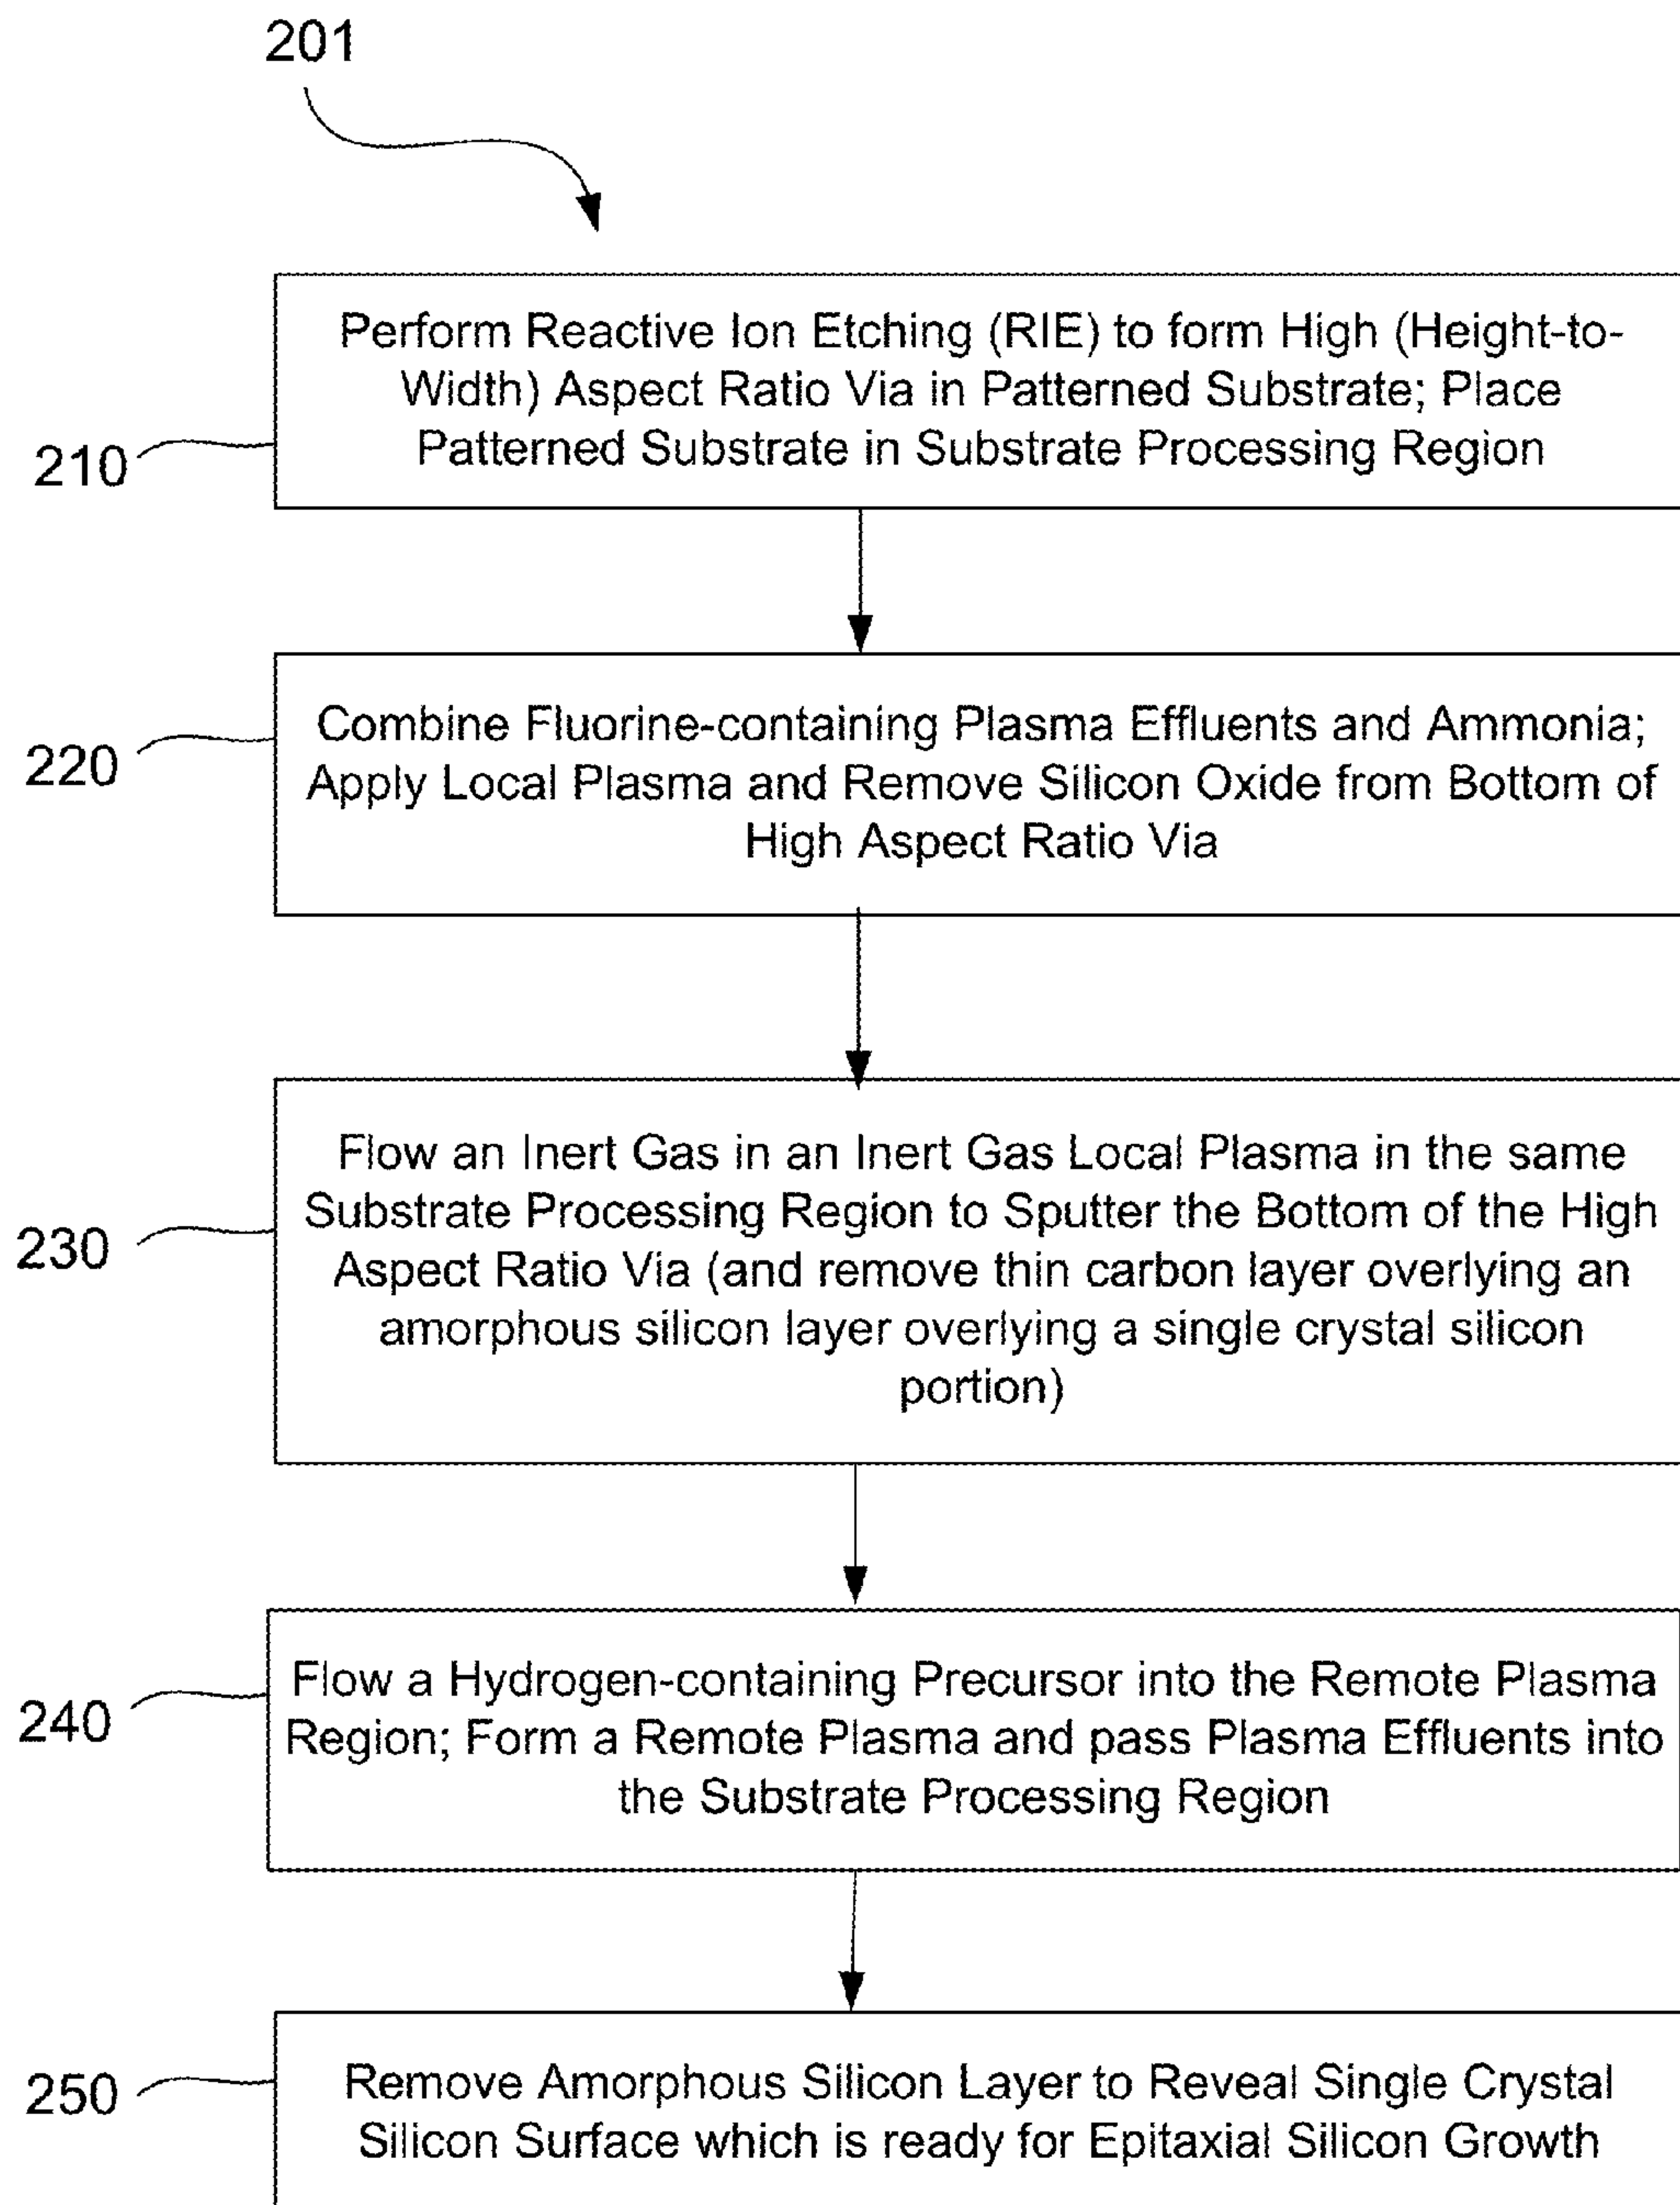 201
Perform Reactive Ion Etching (RIE) to form High (Height-to-
Width) Aspect Ratio Via in Patterned Substrate; Place
Patterned Substrate in Substrate Processing Region
210
Combine Fluorine-containing Plasma Effluents and Ammonia;
Apply Local Plasma and Remove Silicon Oxide from Bottom of
High Aspect Ratio Via
220
Flow an Inert Gas in an Inert Gas Local Plasma in the same
Substrate Processing Region to Sputter the Bottom of the High
Aspect Ratio Via (and remove thin carbon layer overlying an
amorphous silicon layer overlying a single crystal silicon
portion)
230
Flow a Hydrogen-containing Precursor into the Remote Plasma
Region; Form a Remote Plasma and pass Plasma Effluents into
the Substrate Processing Region
240
Remove Amorphous Silicon Layer to Reveal Single Crystal
Silicon Surface which is ready for Epitaxial Silicon Growth
250